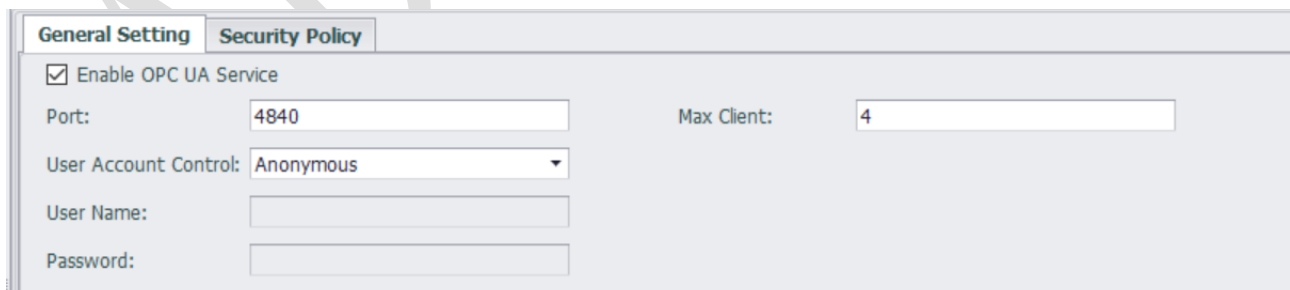 General Setting Security Policy
Enable OPC UA Service
Port: 4840 Max Client: 4
User Account Control: Anonymous
User Name:
Password: